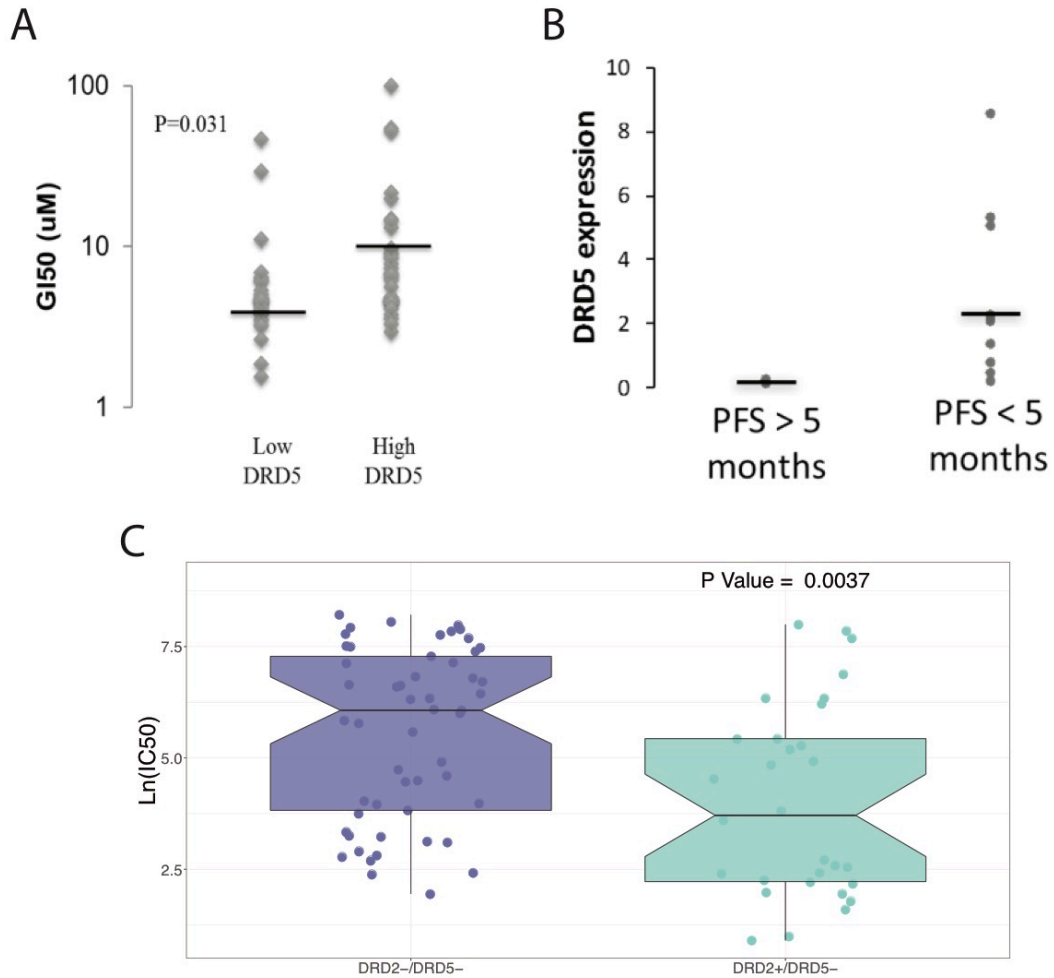 A
100
10
1
GI50 (uM)
P=0.031
Low
DRD5
High
DRD5
B
10
8
6
4
2
0
DRD5 expression
PFS > 5
months
PFS < 5
months
C
P Value = 0.0037
7.5
5.0
2.5
Ln(IC50)
DRD2−/DRD5−
DRD2+/DRD5−